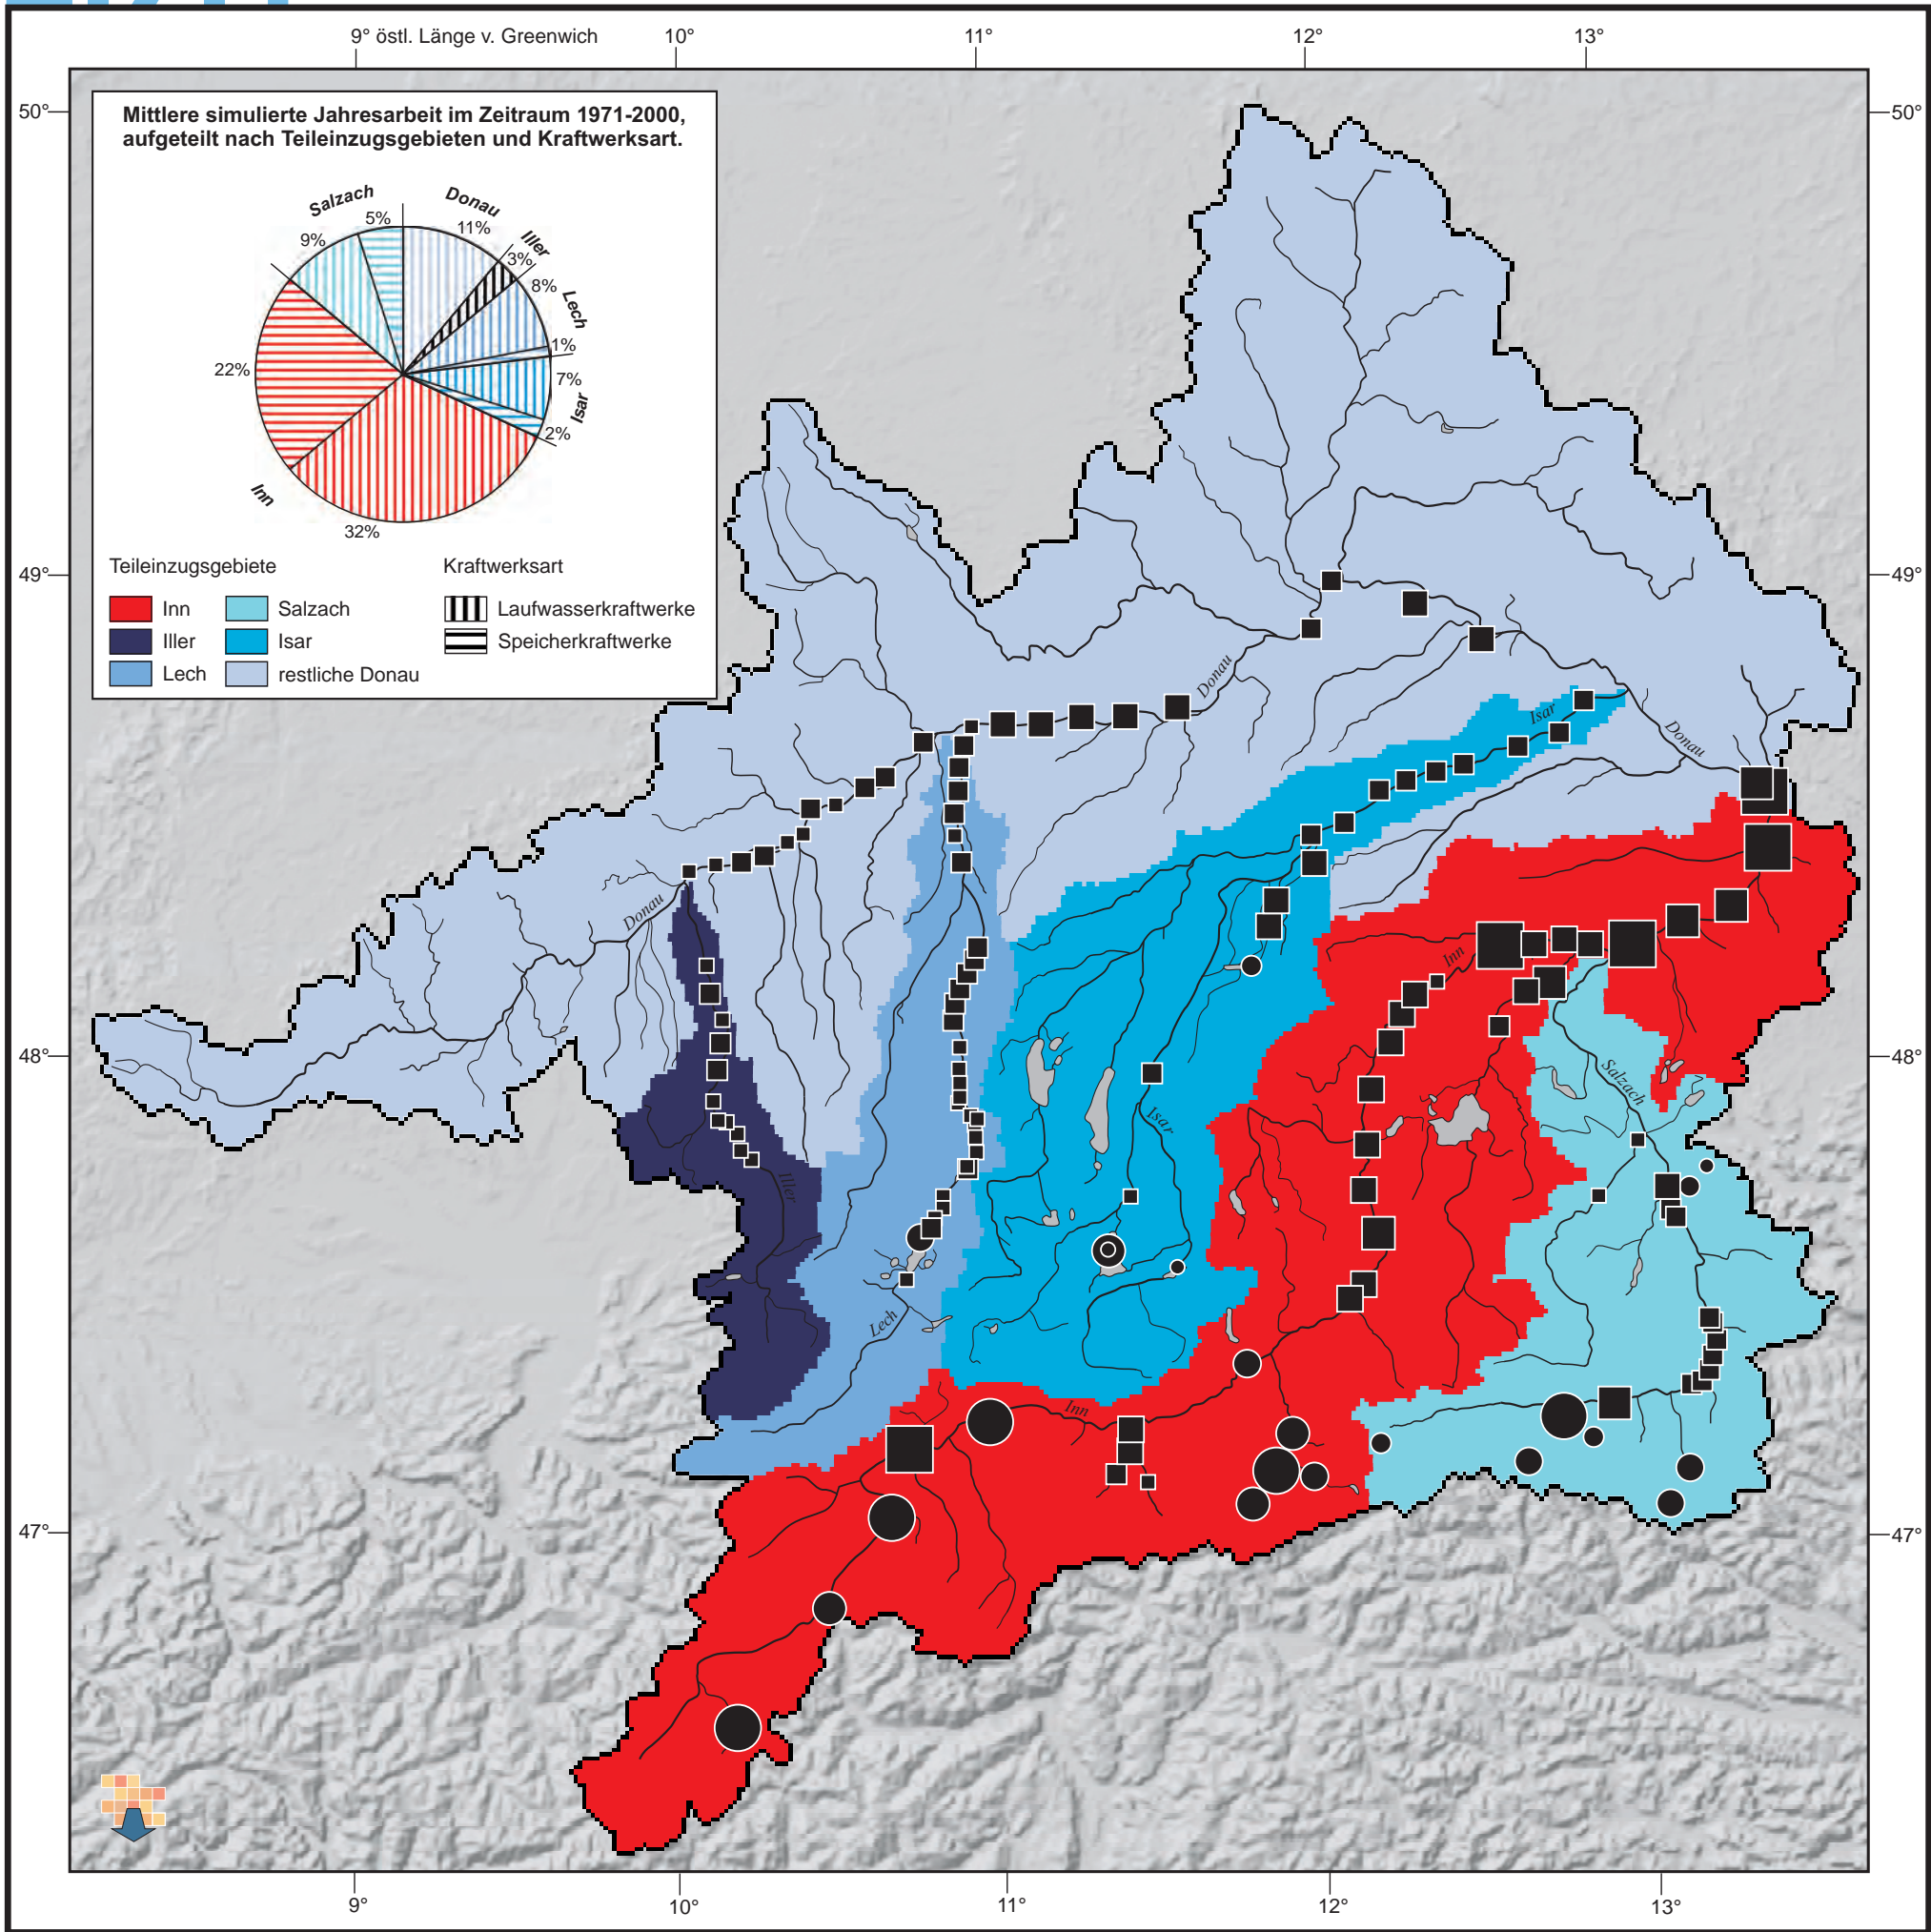 9° östl. Länge v. Greenwich
10°
11°
12°
13°
50°
50°
Mittlere simulierte Jahresarbeit im Zeitraum 1971-2000,
aufgeteilt nach Teileinzugsgebieten und Kraftwerksart.
Salzach
Donau
5%
11%
9%
Iller
3%
8%
Lech
1%
22%
7%
Isar
2%
Inn
32%
Teileinzugsgebiete
Kraftwerksart
Inn
Salzach
Laufwasserkraftwerke
Iller
Isar
Speicherkraftwerke
Lech
restliche Donau
49°
49°
Donau
Isar
Donau
Donau
Inn
48°
48°
Salzach
Isar
Iller
Lech
Inn
47°
47°
9°
10°
11°
12°
13°